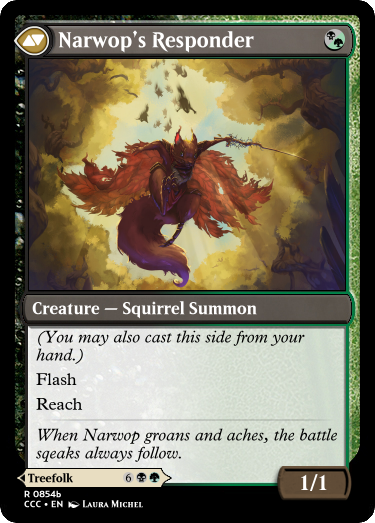 Narwop's Responder
Creature — Squirrel Summon
(You may also cast this side from your
hand.)
Flash
Reach
When Narwop groans and aches, the battle
sqeaks always follow.
Treefolk 6
1/1
R 0854b
CCC • EN Laura Michel